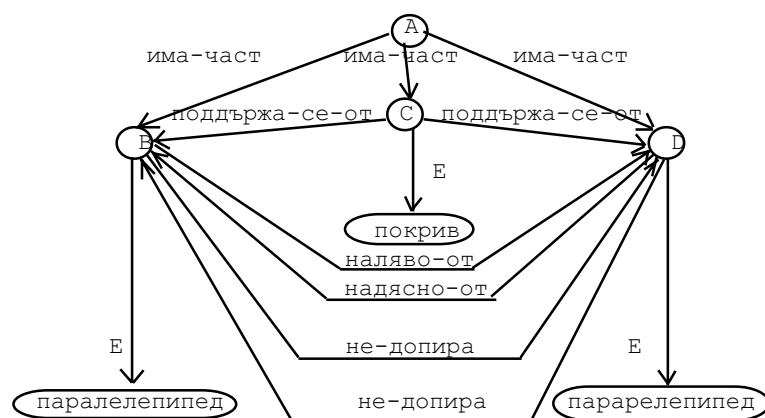 A
има-част има-част има-част
поддържа-се-от C поддържа-се-от
B D
E
покрив
наляво-от
надясно-от
E не-допира E
паралелепипед не-допира парарелепипед